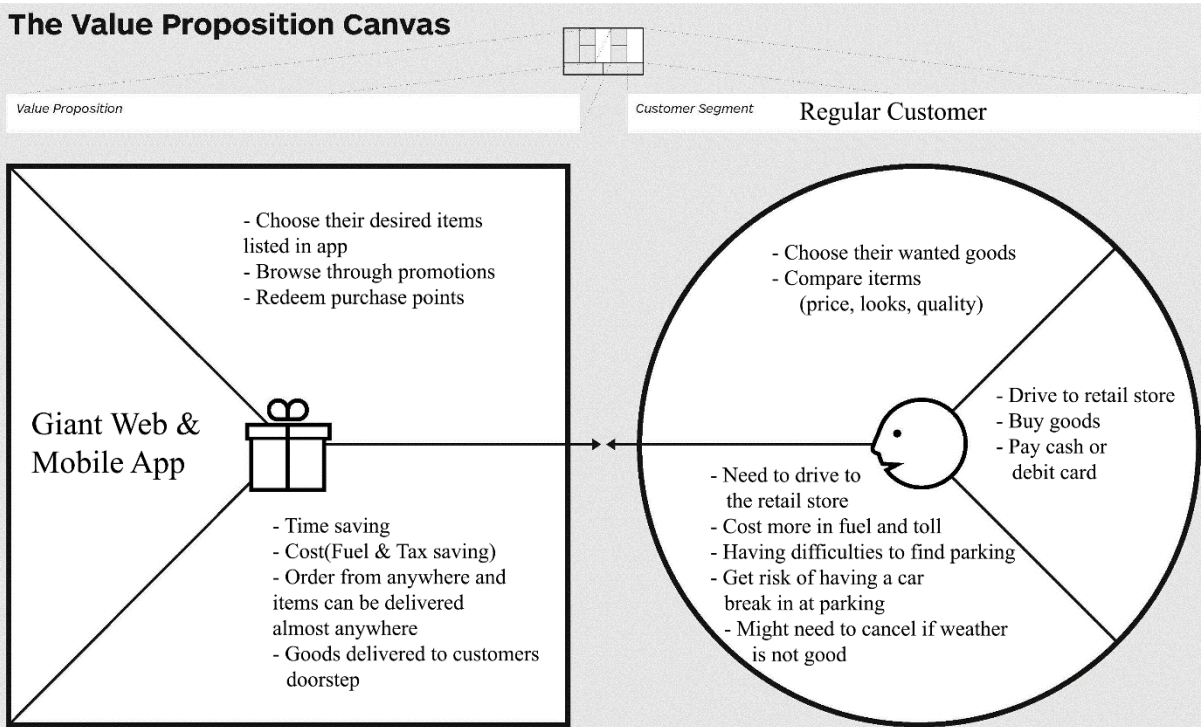 The Value Proposition Canvas
Value Proposition
Customer Segment
Regular Customer
- Choose their desired items
listed in app
- Browse through promotions
- Redeem purchase points
Giant Web &
Mobile App
- Time saving
- Cost(Fuel & Tax saving)
- Order from anywhere and
items can be delivered
almost anywhere
- Goods delivered to customers
doorstep
- Choose their wanted goods
- Compare iterms
(price, looks, quality)
- Drive to retail store
- Buy goods
- Pay cash or
debit card
- Need to drive to
the retail store
- Cost more in fuel and toll
- Having difficulties to find parking
- Get risk of having a car
break in at parking
- Might need to cancel if weather
is not good